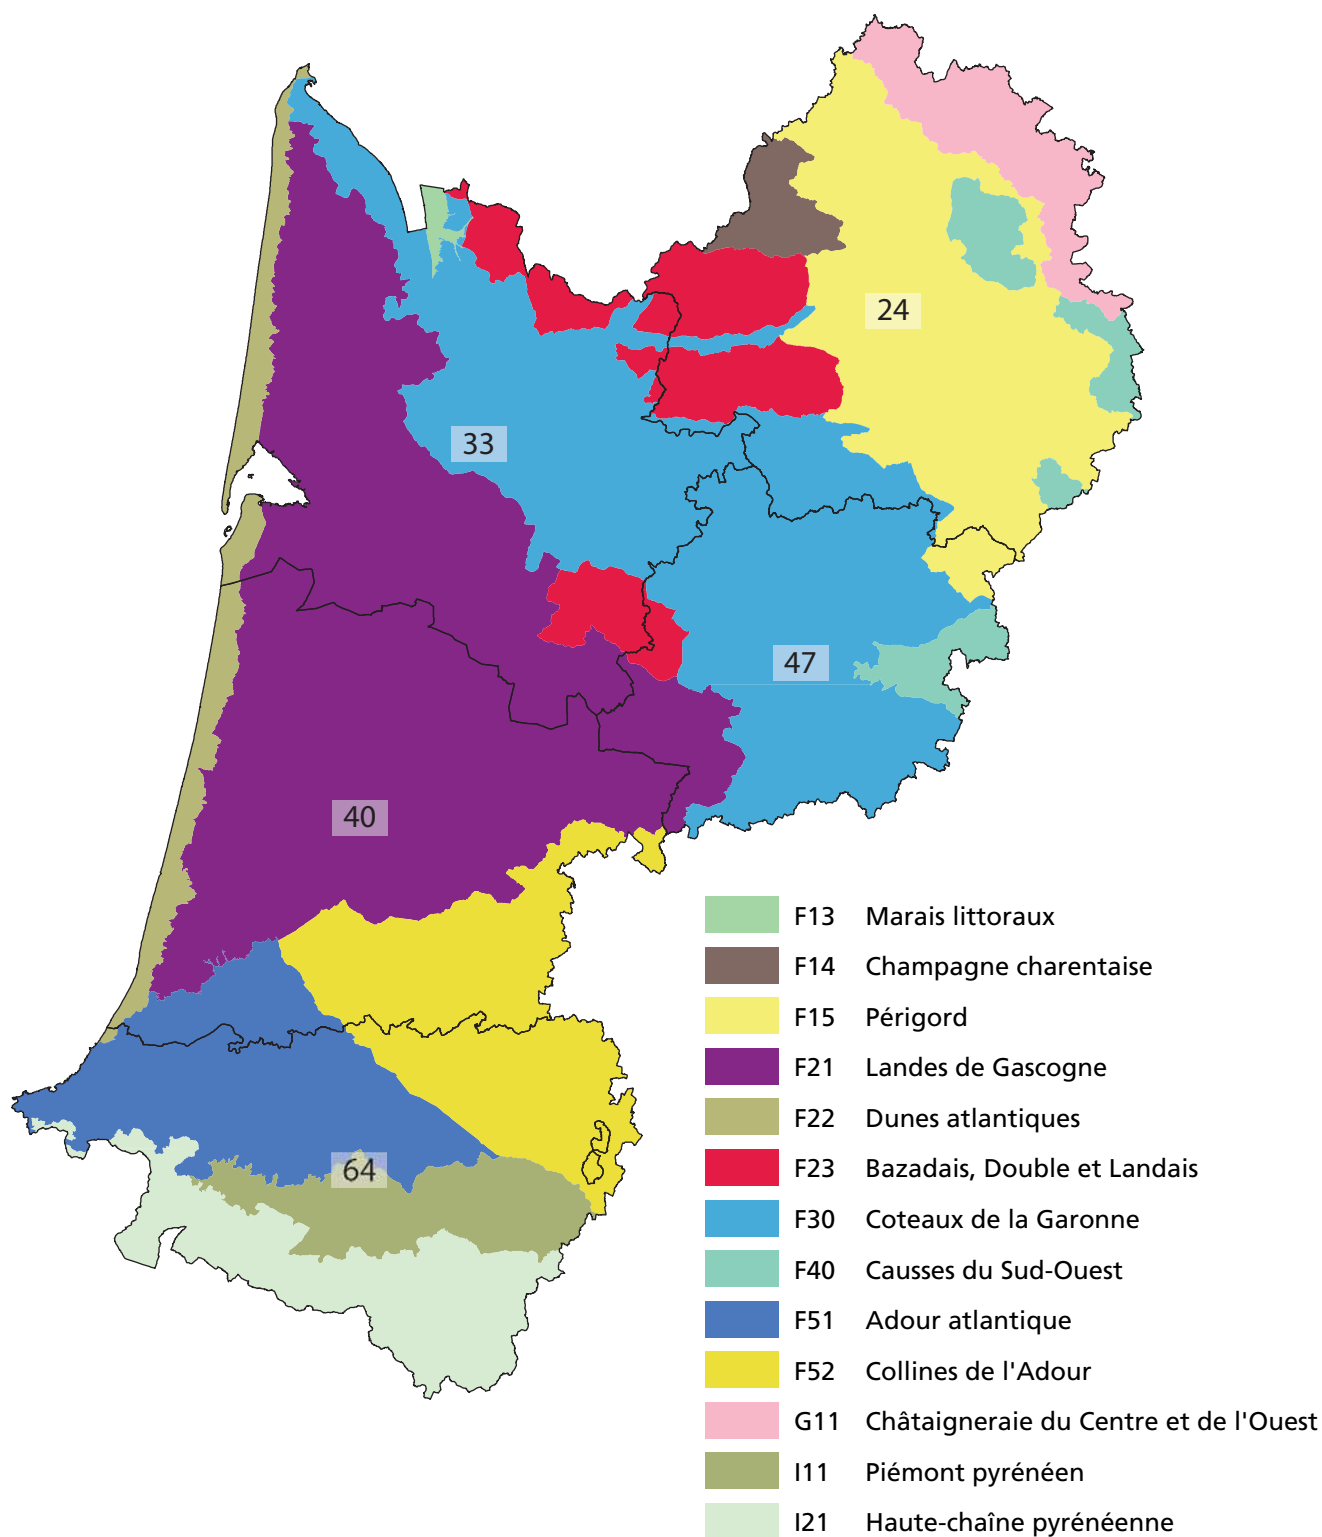 24
33
47
40
64
F13 Marais littoraux
F14 Champagne charentaise
F15 Périgord
F21 Landes de Gascogne
F22 Dunes atlantiques
F23 Bazadais, Double et Landais
F30 Coteaux de la Garonne
F40 Causses du Sud-Ouest
F51 Adour atlantique
F52 Collines de l'Adour
G11 Châtaigneraie du Centre et de l'Ouest
I11 Piémont pyrénéen
I21 Haute-chaîne pyrénéenne